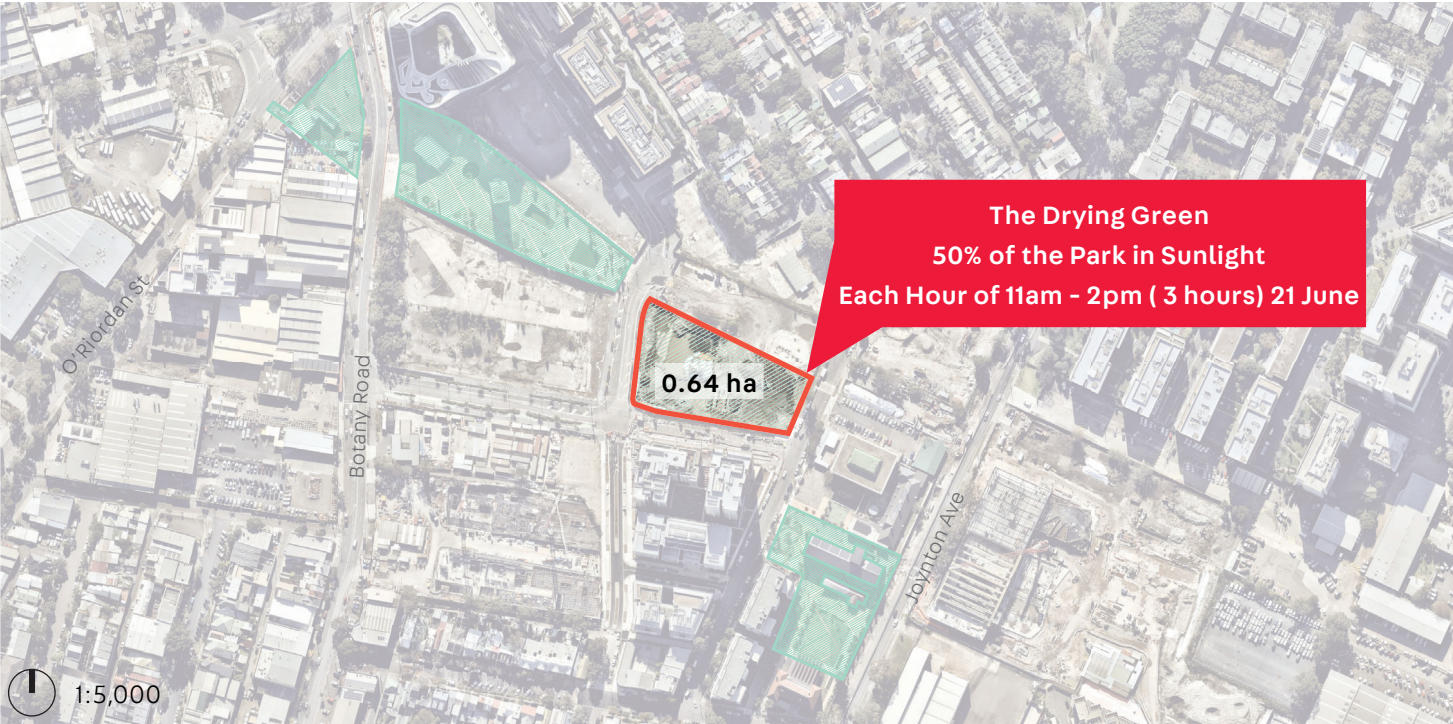 The Drying Green
50% of the Park in Sunlight
Each Hour of 11am - 2pm ( 3 hours) 21 June
O'Riordan St
Botany Road
0.64 ha
Joynton Ave
1:5,000